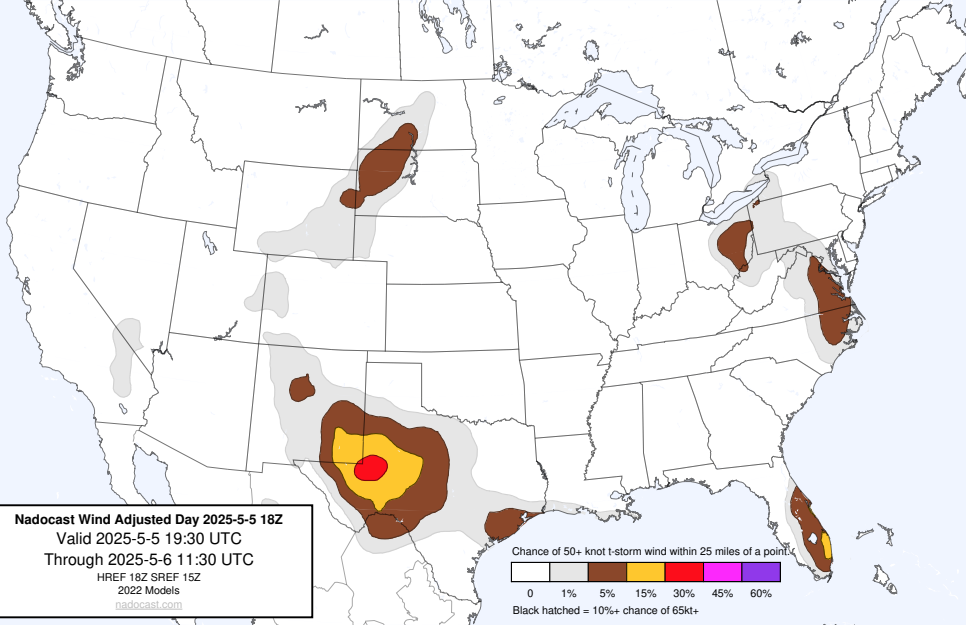 Nadocast Wind Adjusted Day 2025-5-5 18Z
Valid 2025-5-5 19:30 UTC
Through 2025-5-6 11:30 UTC
HREF 18Z SREF 15Z
2022 Models
nadocast.com
Chance of 50+ knot t-storm wind within 25 miles of a point.
0 1% 5% 15% 30% 45% 60%
Black hatched = 10%+ chance of 65kt+